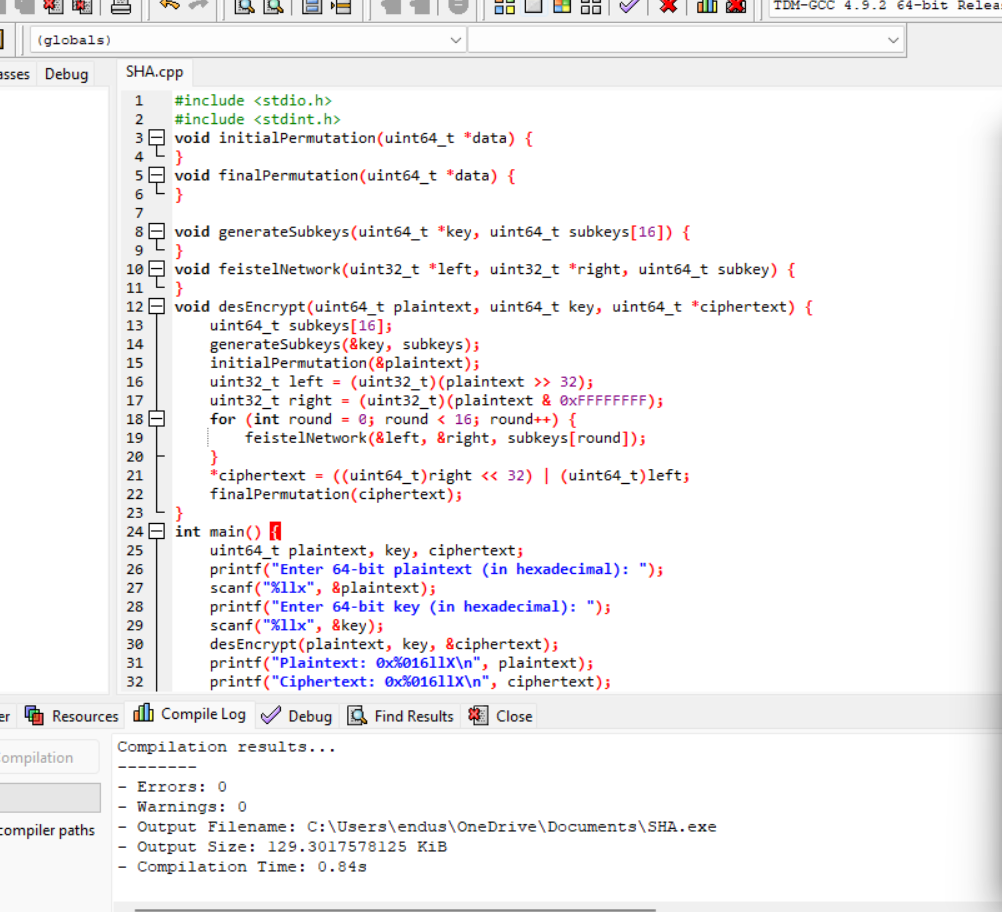 TDM-GCC 4.9.2 64-bit Relea
(globals)
asses Debug SHA.cpp
1 #include <stdio.h>
2 #include <stdint.h>
3 void initialPermutation(uint64_t *data) {
4 }
5 void finalPermutation(uint64_t *data) {
6 }
7
8 void generateSubkeys(uint64_t *key, uint64_t subkeys[16]) {
9 }
10 void feistelNetwork(uint32_t *left, uint32_t *right, uint64_t subkey) {
11 }
12 void desEncrypt(uint64_t plaintext, uint64_t key, uint64_t *ciphertext) {
13 uint64_t subkeys[16];
14 generateSubkeys(&key, subkeys);
15 initialPermutation(&plaintext);
16 uint32_t left = (uint32_t)(plaintext >> 32);
17 uint32_t right = (uint32_t)(plaintext & 0xFFFFFFFF);
18 for (int round = 0; round < 16; round++) {
19 feistelNetwork(&left, &right, subkeys[round]);
20 }
21 *ciphertext = ((uint64_t)right << 32) | (uint64_t)left;
22 finalPermutation(ciphertext);
23 }
24 int main() {
25 uint64_t plaintext, key, ciphertext;
26 printf("Enter 64-bit plaintext (in hexadecimal): ");
27 scanf("%llx", &plaintext);
28 printf("Enter 64-bit key (in hexadecimal): ");
29 scanf("%llx", &key);
30 desEncrypt(plaintext, key, &ciphertext);
31 printf("Plaintext: 0x%016llX\n", plaintext);
32 printf("Ciphertext: 0x%016llX\n", ciphertext);
er Resources Compile Log Debug Find Results Close
ompilation
compiler paths
Compilation results...
--------
- Errors: 0
- Warnings: 0
- Output Filename: C:\Users\endus\OneDrive\Documents\SHA.exe
- Output Size: 129.3017578125 KiB
- Compilation Time: 0.84s